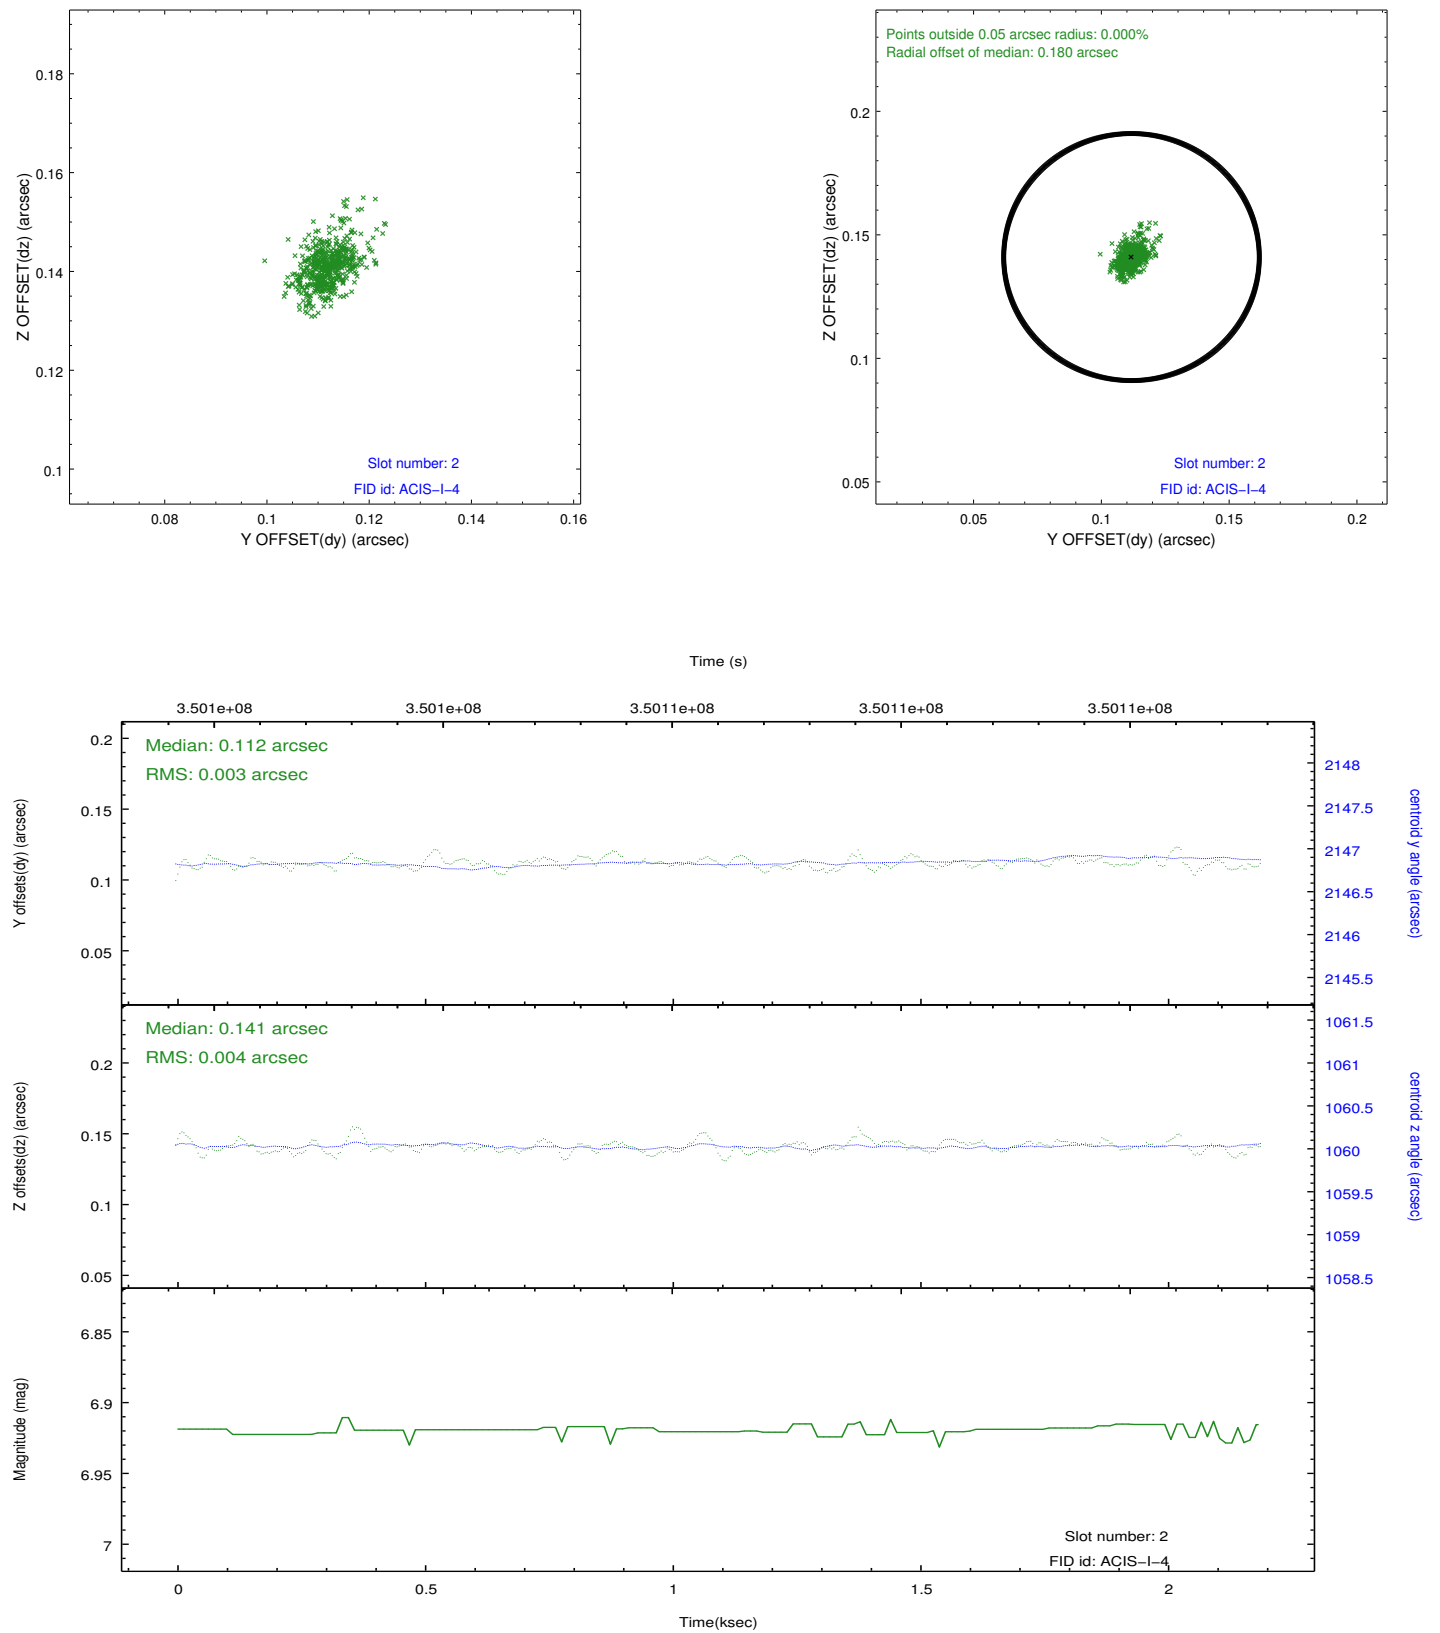 0.18
0.16
0.14
0.12
0.1
Z OFFSET(dz) (arcsec)
Slot number: 2
FID id: ACIS−I−4
0.08 0.1 0.12 0.14 0.16
Y OFFSET(dy) (arcsec)
Points outside 0.05 arcsec radius: 0.000%
Radial offset of median: 0.180 arcsec
0.2
0.15
0.1
0.05
Z OFFSET(dz) (arcsec)
Slot number: 2
FID id: ACIS−I−4
0.05 0.1 0.15 0.2
Y OFFSET(dy) (arcsec)
Time (s)
3.501e+08 3.501e+08 3.5011e+08 3.5011e+08 3.5011e+08
Median: 0.112 arcsec
RMS: 0.003 arcsec
0.2
0.15
0.1
0.05
Y offsets(dy) (arcsec)
2148
2147.5
2147
2146.5
2146
2145.5
centroid y angle (arcsec)
Median: 0.141 arcsec
RMS: 0.004 arcsec
0.2
0.15
0.1
0.05
Z offsets(dz) (arcsec)
1061.5
1061
1060.5
1060
1059.5
1059
1058.5
centroid z angle (arcsec)
6.85
6.9
6.95
7
Magnitude (mag)
Slot number: 2
FID id: ACIS−I−4
0 0.5 1 1.5 2
Time(ksec)